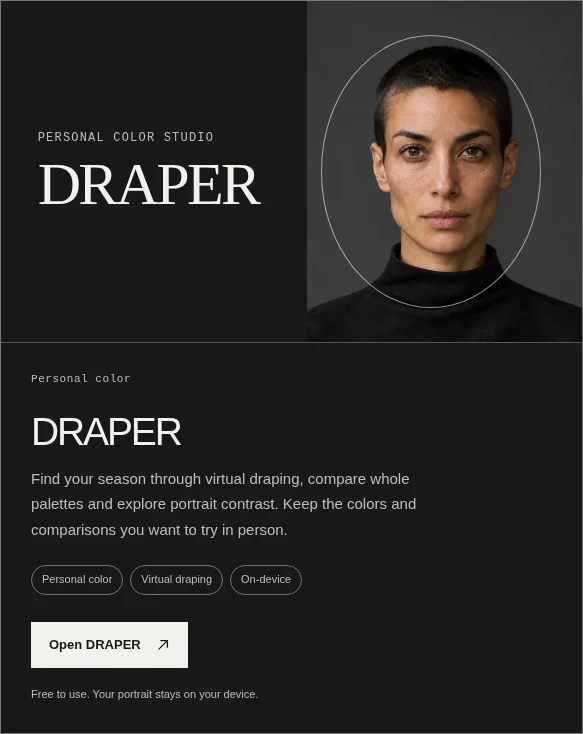 PERSONAL COLOR STUDIO
DRAPER
Personal color
DRAPER
Find your season through virtual draping, compare whole
palettes and explore portrait contrast. Keep the colors and
comparisons you want to try in person.
Personal color
Virtual draping
On-device
Open DRAPER
Free to use. Your portrait stays on your device.